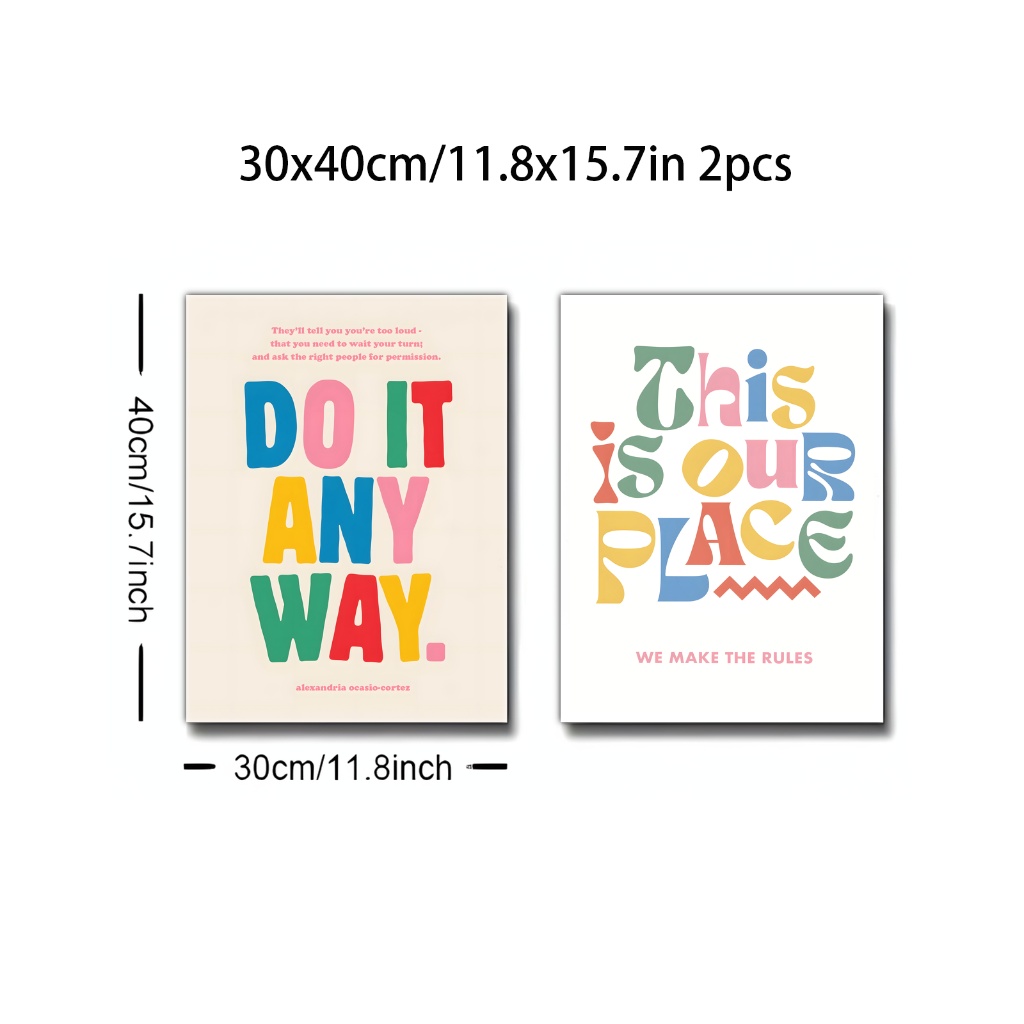 30x40cm/11.8x15.7in 2pcs
40cm/15.7inch
They'll tell you you're too loud -
that you need to wait your turn;
and ask the right people for permission.
DO IT
ANY
WAY.
alexandria ocasio-cortez
30cm/11.8inch
This
is our
PLACE
WE MAKE THE RULES